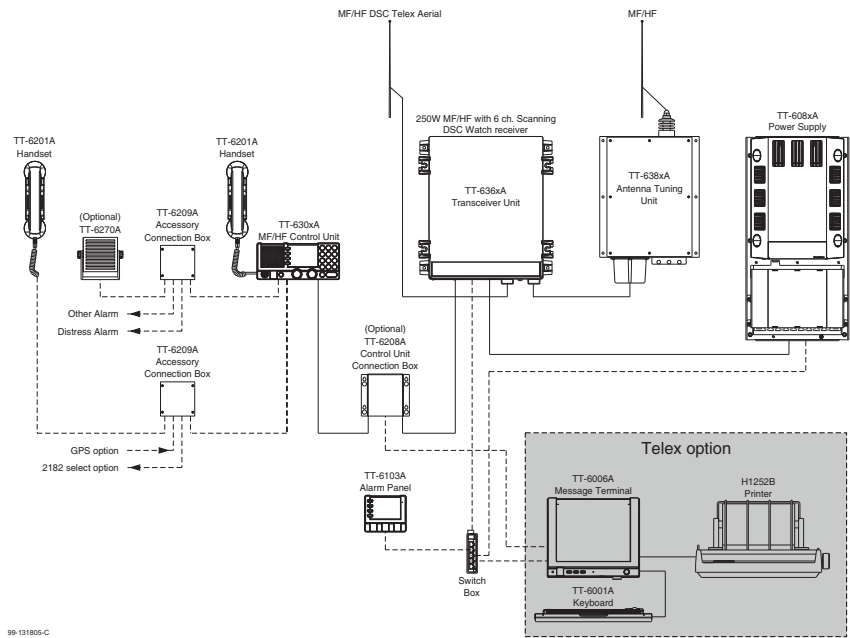 MF/HF DSC Telex Aerial
MF/HF
250W MF/HF with 6 ch. Scanning
DSC Watch receiver
TT-608xA
Power Supply
TT-6201A
Handset
TT-6201A
Handset
TT-636xA
Transceiver Unit
TT-638xA
Antenna Tuning
Unit
(Optional)
TT-6270A
TT-6209A
Accessory
Connection Box
TT-630xA
MF/HF Control Unit
Other Alarm
Distress Alarm
(Optional)
TT-6208A
Control Unit
Connection Box
TT-6209A
Accessory
Connection Box
GPS option
2182 select option
Telex option
TT-6103A
Alarm Panel
TT-6006A
Message Terminal
H1252B
Printer
Switch
Box
TT-6001A
Keyboard
99-131805-C